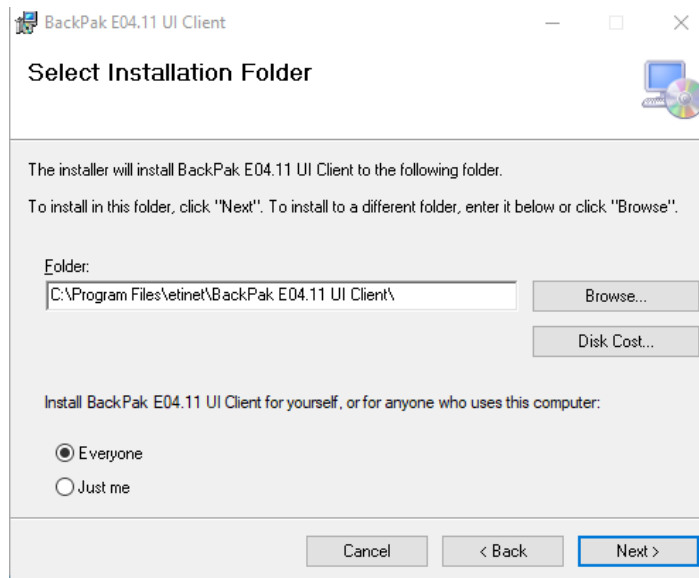 BackPak E04.11 UI Client
Select Installation Folder
The installer will install BackPak E04.11 UI Client to the following folder.
To install in this folder, click "Next". To install to a different folder, enter it below or click "Browse".
Folder:
C:\Program Files\etinet\BackPak E04.11 UI Client\
Browse...
Disk Cost...
Install BackPak E04.11 UI Client for yourself, or for anyone who uses this computer:
Everyone
Just me
Cancel
< Back
Next >